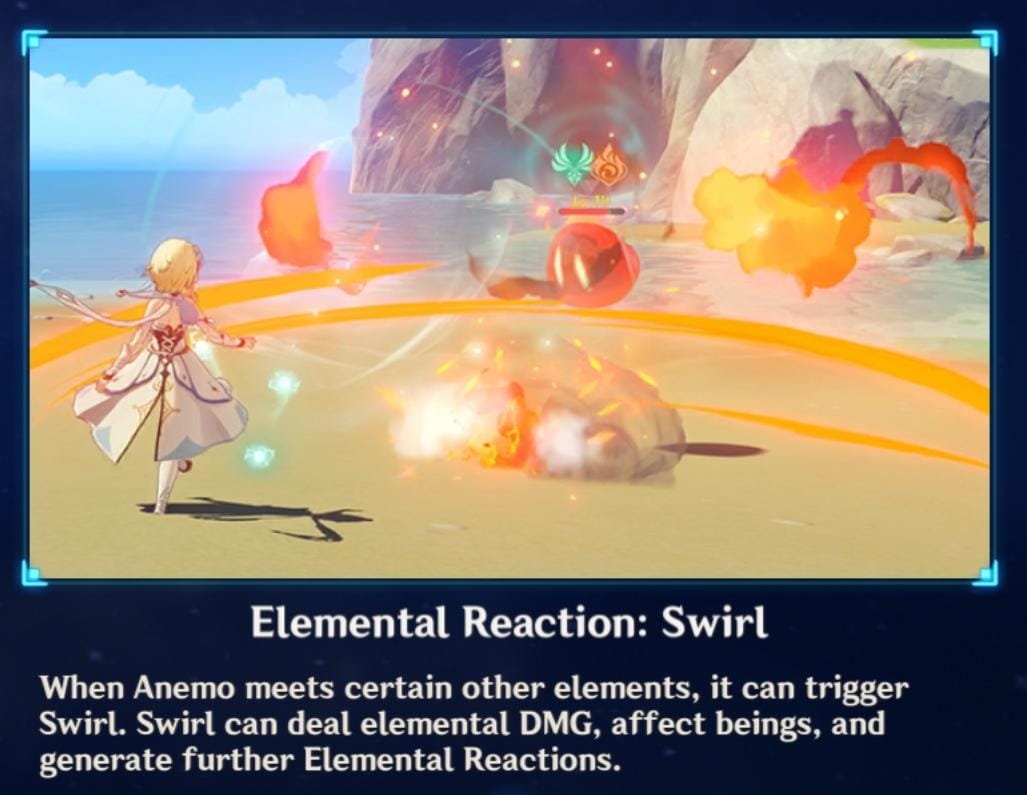 Elemental Reaction: Swirl
When Anemo meets certain other elements, it can trigger
Swirl. Swirl can deal elemental DMG, affect beings, and
generate further Elemental Reactions.